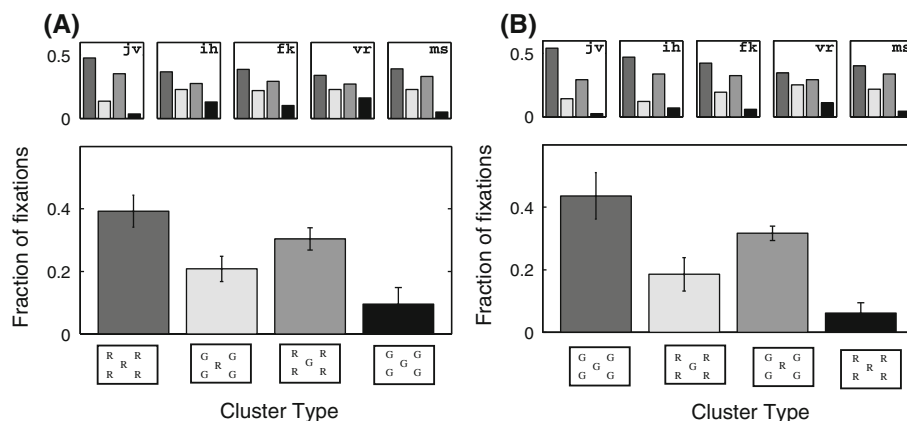 (A)
jv ih fk vr ms
0.5
0
Fraction of fixations
0.4
0.2
0
R R
R
R R
G G
R
G G
R R
G
R R
G G
G
G G
Cluster Type
(B)
jv ih fk vr ms
0.5
0
Fraction of fixations
0.4
0.2
0
G G
G
G G
R R
G
R R
G G
R
G G
R R
R
R R
Cluster Type